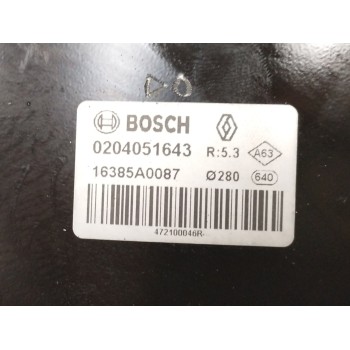 BOSCH
0204051643 R:5.3 A63
16385A0087 Ø280 640
472100046R-